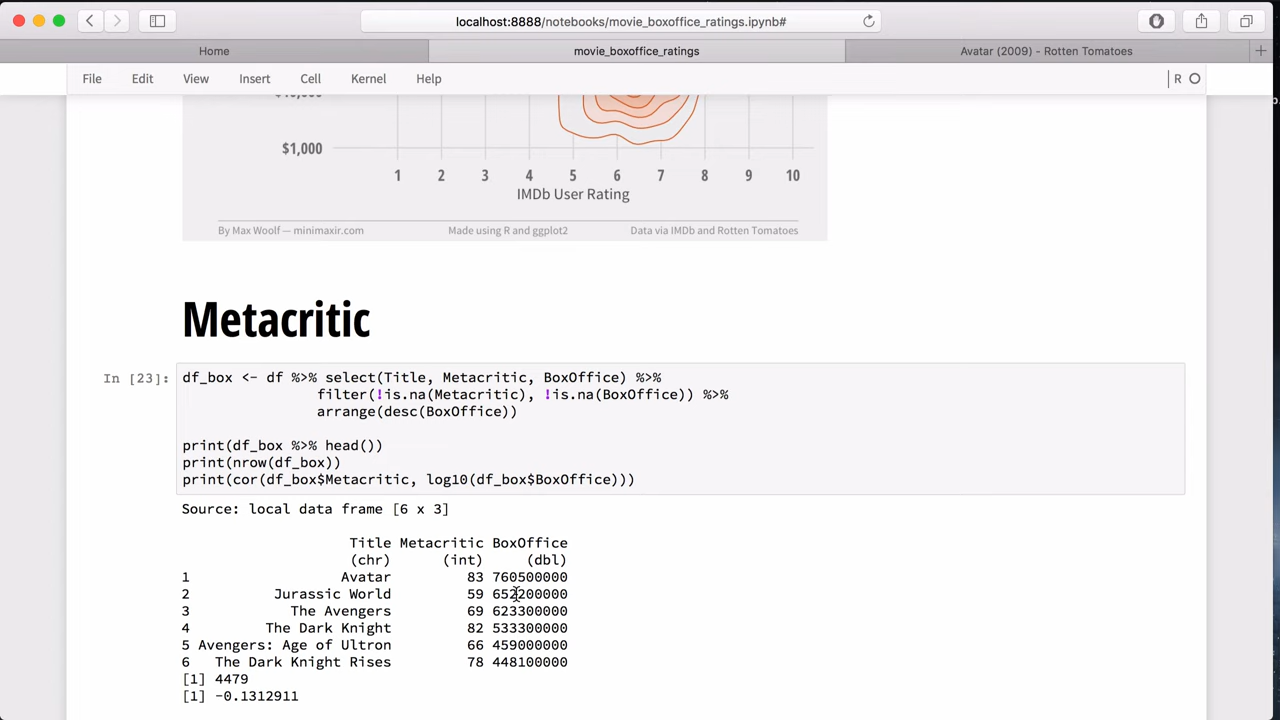 localhost:8888/notebooks/movie_boxoffice_ratings.ipynb#
Home
movie_boxoffice_ratings
Avatar (2009) - Rotten Tomatoes
File Edit View Insert Cell Kernel Help
R
$1,000
1 2 3 4 5 6 7 8 9 10
IMDb User Rating
By Max Woolf — minimaxir.com
Made using R and ggplot2
Data via IMDb and Rotten Tomatoes
Metacritic
In [23]:
df_box <- df %>% select(Title, Metacritic, BoxOffice) %>%
filter(!is.na(Metacritic), !is.na(BoxOffice)) %>%
arrange(desc(BoxOffice))
print(df_box %>% head())
print(nrow(df_box))
print(cor(df_box$Metacritic, log10(df_box$BoxOffice)))
Source: local data frame [6 x 3]
Title Metacritic BoxOffice
(chr) (int) (dbl)
1 Avatar 83 760500000
2 Jurassic World 59 652200000
3 The Avengers 69 623300000
4 The Dark Knight 82 533300000
5 Avengers: Age of Ultron 66 459000000
6 The Dark Knight Rises 78 448100000
[1] 4479
[1] -0.1312911